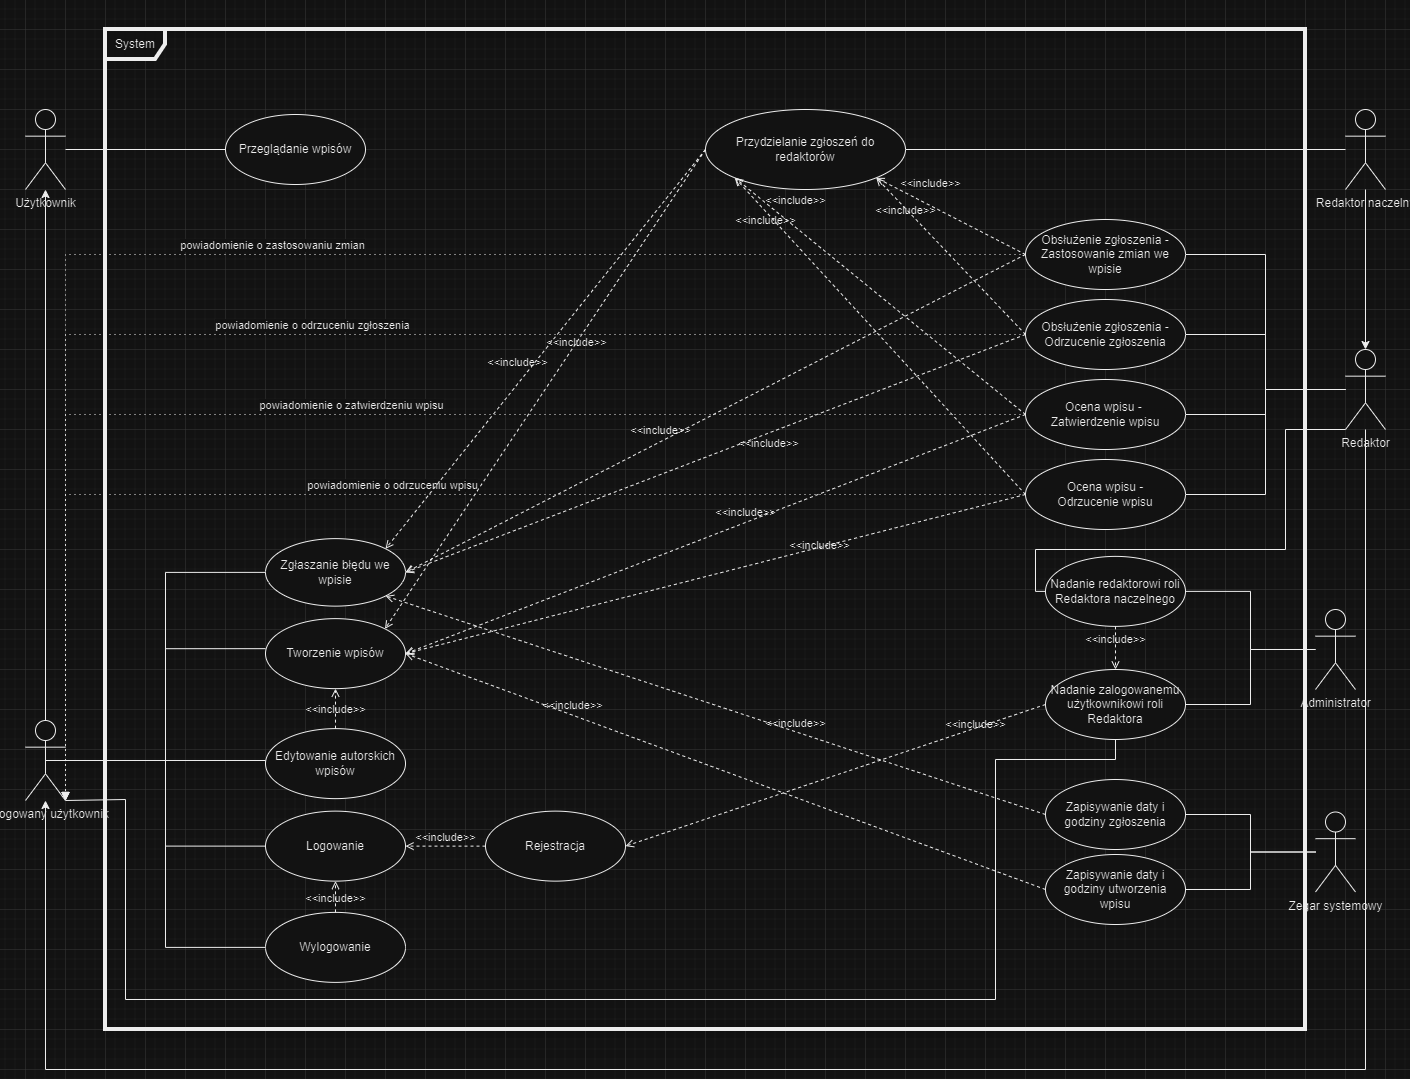 System
Przeglądanie wpisów
Przydzielanie zgłoszeń do
redaktorów
<<include>>
<<include>>
<<include>>
<<include>>
Użytkownik
Redaktor naczeln
powiadomienie o zastosowaniu zmian
Obsłużenie zgłoszenia -
Zastosowanie zmian we
wpisie
powiadomienie o odrzuceniu zgłoszenia
Obsłużenie zgłoszenia -
Odrzucenie zgłoszenia
<<include>>
<<include>>
powiadomienie o zatwierdzeniu wpisu
Ocena wpisu -
Zatwierdzenie wpisu
<<include>>
<<include>>
Redaktor
powiadomienie o odrzuceniu wpisu
Ocena wpisu -
Odrzucenie wpisu
<<include>>
<<include>>
Zgłaszanie błędu we
wpisie
Nadanie redaktorowi roli
Redaktora naczelnego
<<include>>
Tworzenie wpisów
Nadanie zalogowanemu
użytkownikowi roli
Redaktora
Administrator
<<include>>
<<include>>
<<include>>
<<include>>
Edytowanie autorskich
wpisów
ogowany użytkownik
Zapisywanie daty i
godziny zgłoszenia
Logowanie
<<include>>
Rejestracja
Zapisywanie daty i
godziny utworzenia
wpisu
<<include>>
Zegar systemowy
Wylogowanie